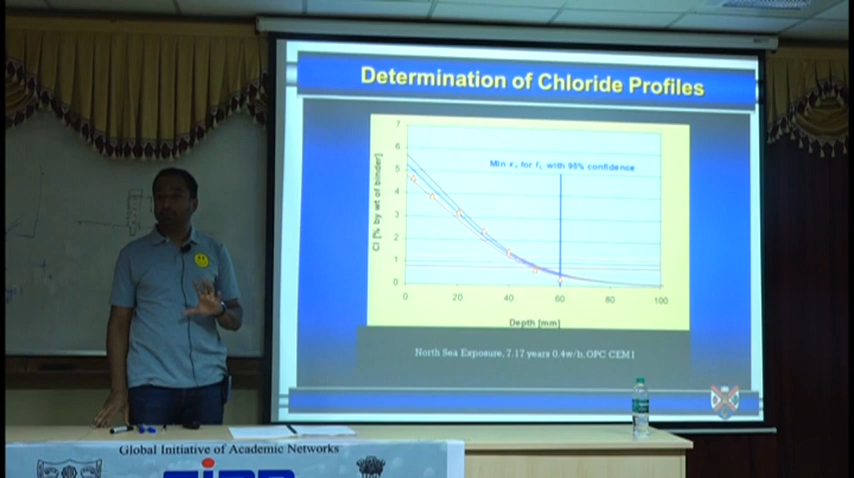 Determination of Chloride Profiles
7
6
5
4
3
2
1
0
Cl [% by wt of binder]
Min x, for t, with 95% confidence
0 20 40 60 80 100
Depth [mm]
North Sea Exposure, 7.17 years 0.4w/b, OPC CEM I
Global Initiative of Academic Networks